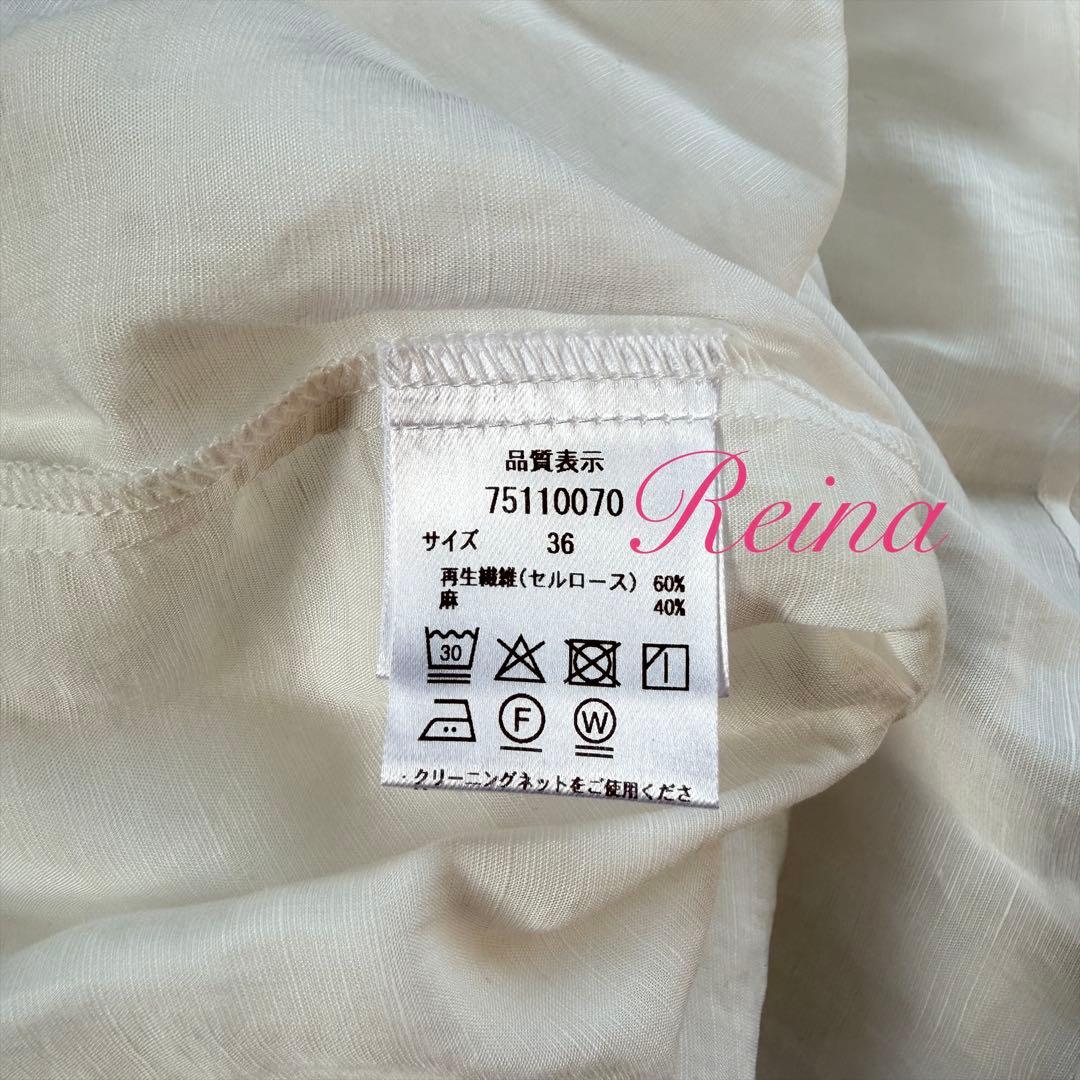 品質表示
75110070
Reina
サイズ 36
再生繊維(セルロース) 60%
麻 40%
30
F W
・クリーニングネットをご使用くださ